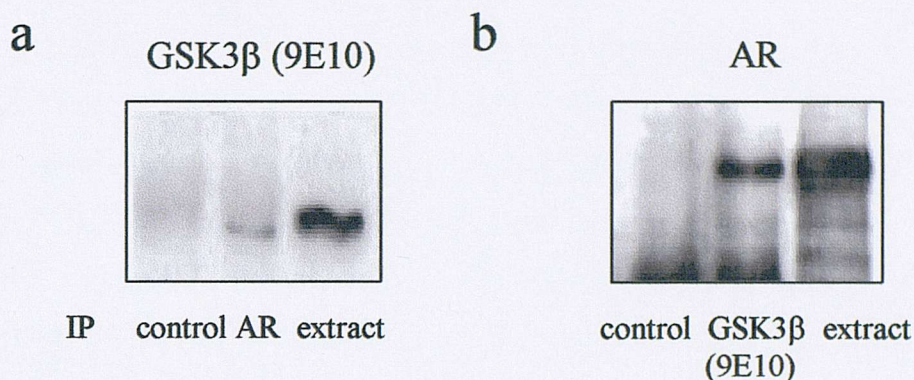 a
GSK3β (9E10)
IP control AR extract
b
AR
control GSK3β extract
(9E10)